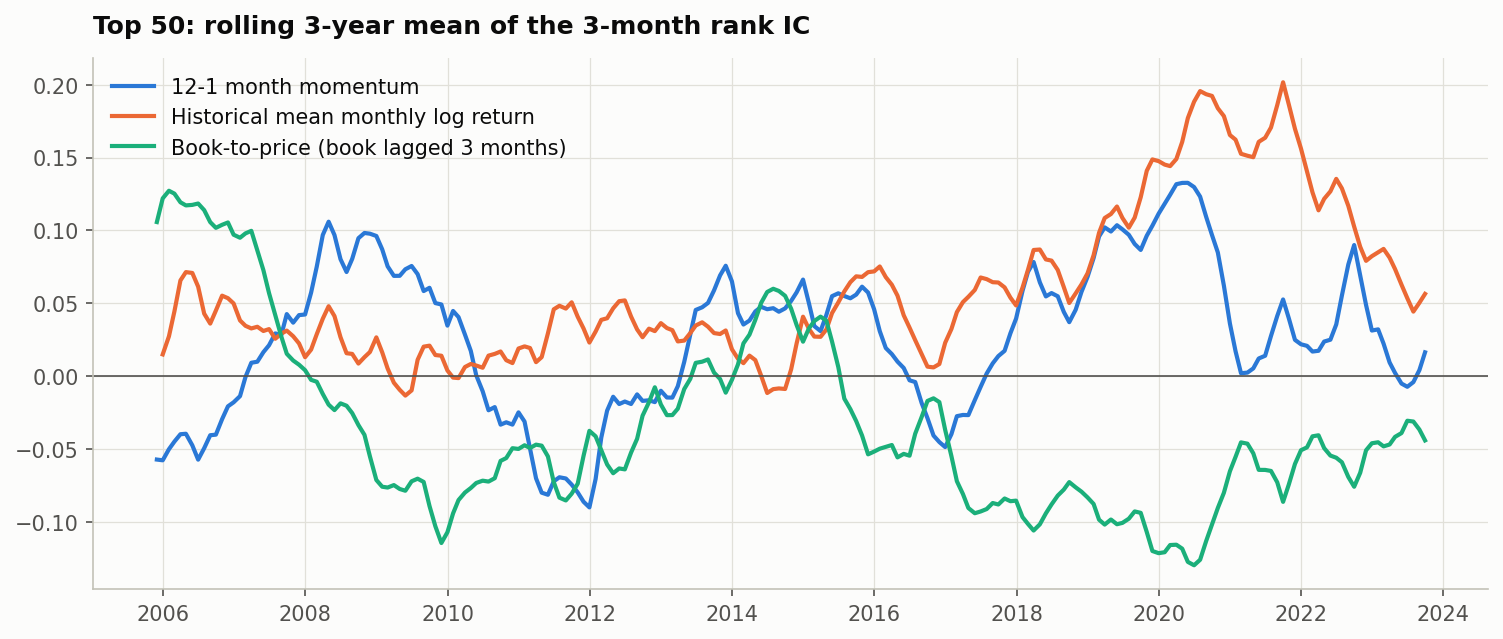 Top 50: rolling 3-year mean of the 3-month rank IC
12-1 month momentum
Historical mean monthly log return
Book-to-price (book lagged 3 months)
0.20
0.15
0.10
0.05
0.00
−0.05
−0.10
2006 2008 2010 2012 2014 2016 2018 2020 2022 2024